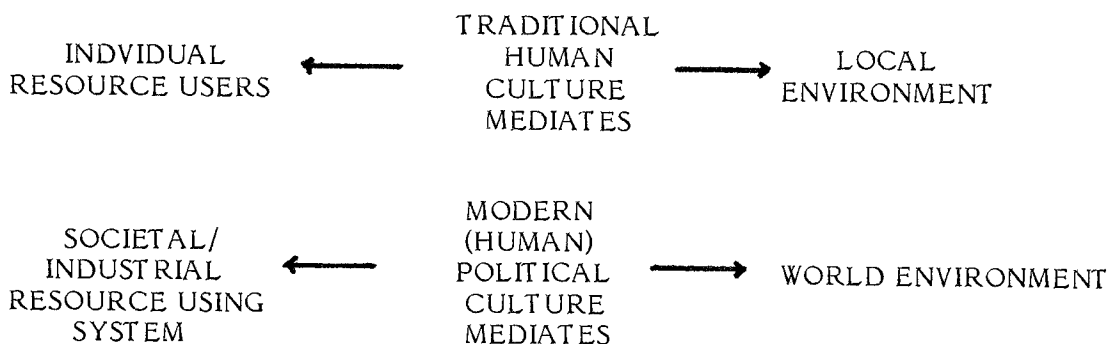 INDVIDUAL
RESOURCE USERS
TRADITIONAL
HUMAN
CULTURE
MEDIATES
LOCAL
ENVIRONMENT
SOCIETAL/
INDUSTRIAL
RESOURCE USING
SYSTEM
MODERN
(HUMAN)
POLITICAL
CULTURE
MEDIATES
WORLD ENVIRONMENT